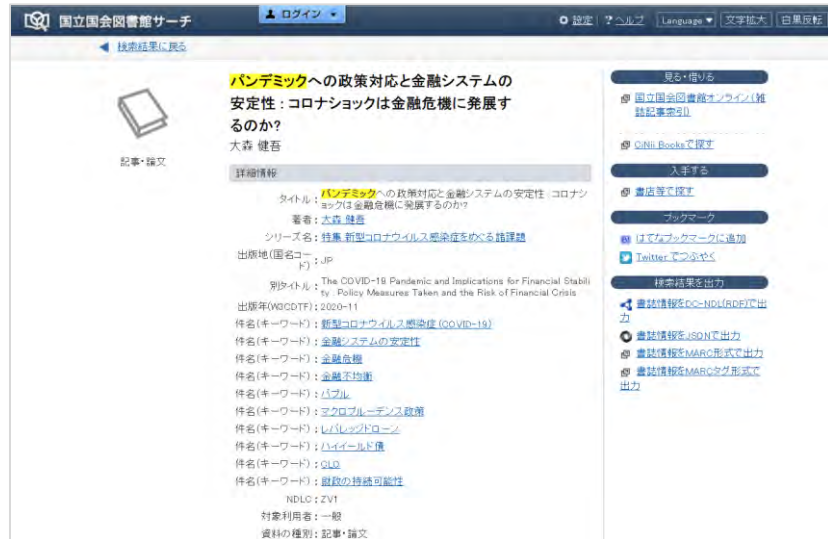 国立国会図書館サーチ
ログイン
設定 ? ヘルプ Language ▼ 文字拡大 白黒反転
検索結果に戻る
記事・論文
パンデミックへの政策対応と金融システムの
安定性 : コロナショックは金融危機に発展す
るのか?
大森 健吾
詳細情報
タイトル : パンデミックへの政策対応と金融システムの安定性 : コロナシ
ョックは金融危機に発展するのか?
著者 : 大森 健吾
シリーズ名 : 特集 新型コロナウイルス感染症をめぐる諸課題
出版地(国名コー
ド) : JP
別タイトル : The COVID-19 Pandemic and Implications for Financial Stabili
ty : Policy Measures Taken and the Risk of Financial Crisis
出版年(W3CDTF) : 2020-11
件名(キーワード) : 新型コロナウイルス感染症 (COVID-19)
件名(キーワード) : 金融システムの安定性
件名(キーワード) : 金融危機
件名(キーワード) : 金融不均衡
件名(キーワード) : バブル
件名(キーワード) : マクロプルーデンス政策
件名(キーワード) : レバレッジドローン
件名(キーワード) : ハイイールド債
件名(キーワード) : CLO
件名(キーワード) : 財政の持続可能性
NDLC : ZV1
対象利用者 : 一般
資料の種別 : 記事・論文
見る・借りる
国立国会図書館オンライン(雑
誌記事索引)
CiNii Booksで探す
入手する
書店等で探す
ブックマーク
はてなブックマークに追加
Twitter でつぶやく
検索結果を出力
書誌情報をDC-NDL(RDF)で出
力
書誌情報をJSONで出力
書誌情報をMARC形式で出力
書誌情報をMARCタグ形式で
出力